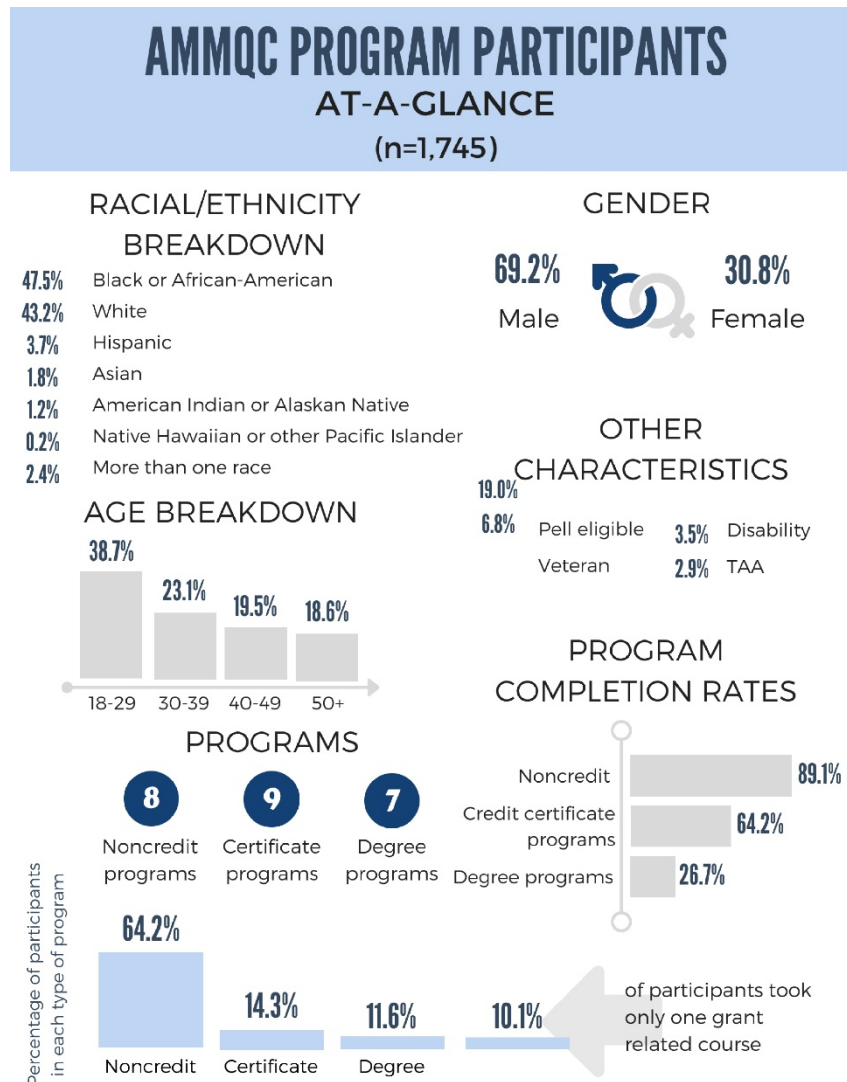 AMMQC PROGRAM PARTICIPANTS
AT-A-GLANCE
(n=1,745)
RACIAL/ETHNICITY
BREAKDOWN
47.5% Black or African-American
43.2% White
3.7% Hispanic
1.8% Asian
1.2% American Indian or Alaskan Native
0.2% Native Hawaiian or other Pacific Islander
2.4% More than one race
GENDER
69.2%
Male
30.8%
Female
OTHER
CHARACTERISTICS
19.0%
6.8% Pell eligible 3.5% Disability
Veteran 2.9% TAA
AGE BREAKDOWN
38.7%
23.1%
19.5%
18.6%
18-29 30-39 40-49 50+
PROGRAM
COMPLETION RATES
Noncredit 89.1%
Credit certificate
programs
64.2%
Degree programs 26.7%
PROGRAMS
8
Noncredit
programs
9
Certificate
programs
7
Degree
programs
Percentage of participants
in each type of program
64.2%
14.3%
11.6%
10.1%
Noncredit Certificate Degree
of participants took
only one grant
related course